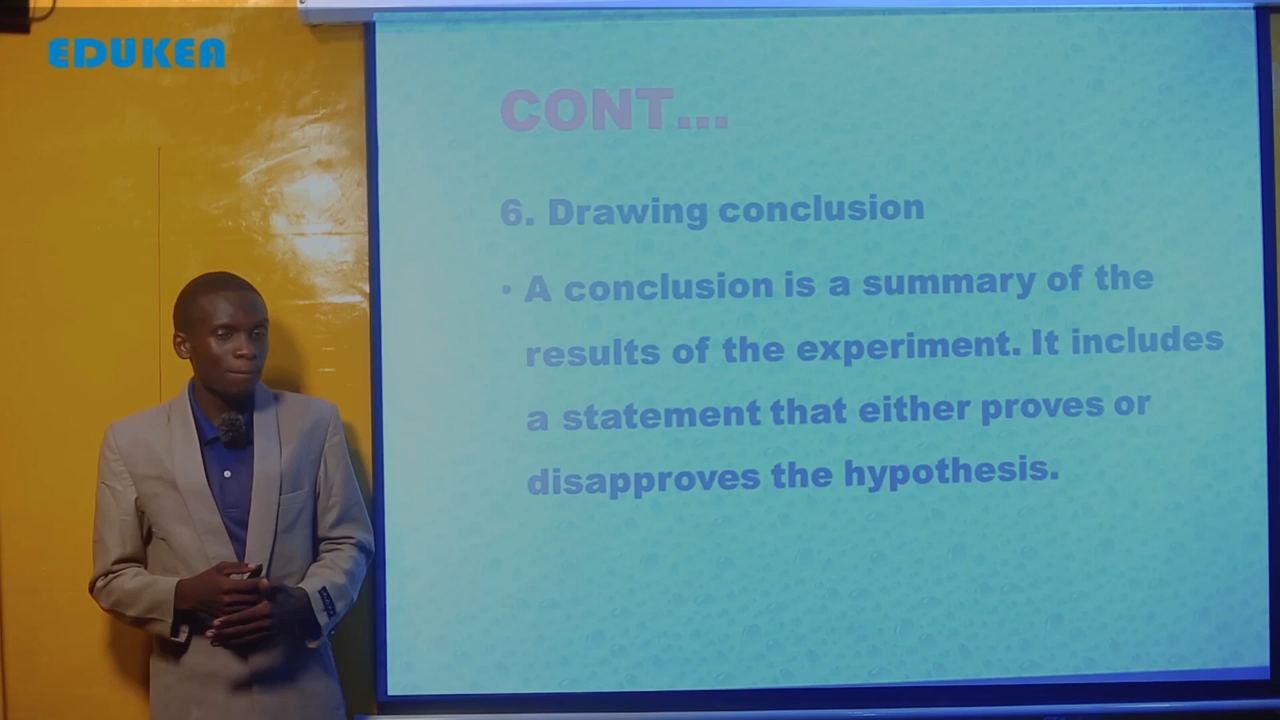 EDUKEA
CONT...
6. Drawing conclusion
• A conclusion is a summary of the
results of the experiment. It includes
a statement that either proves or
disapproves the hypothesis.